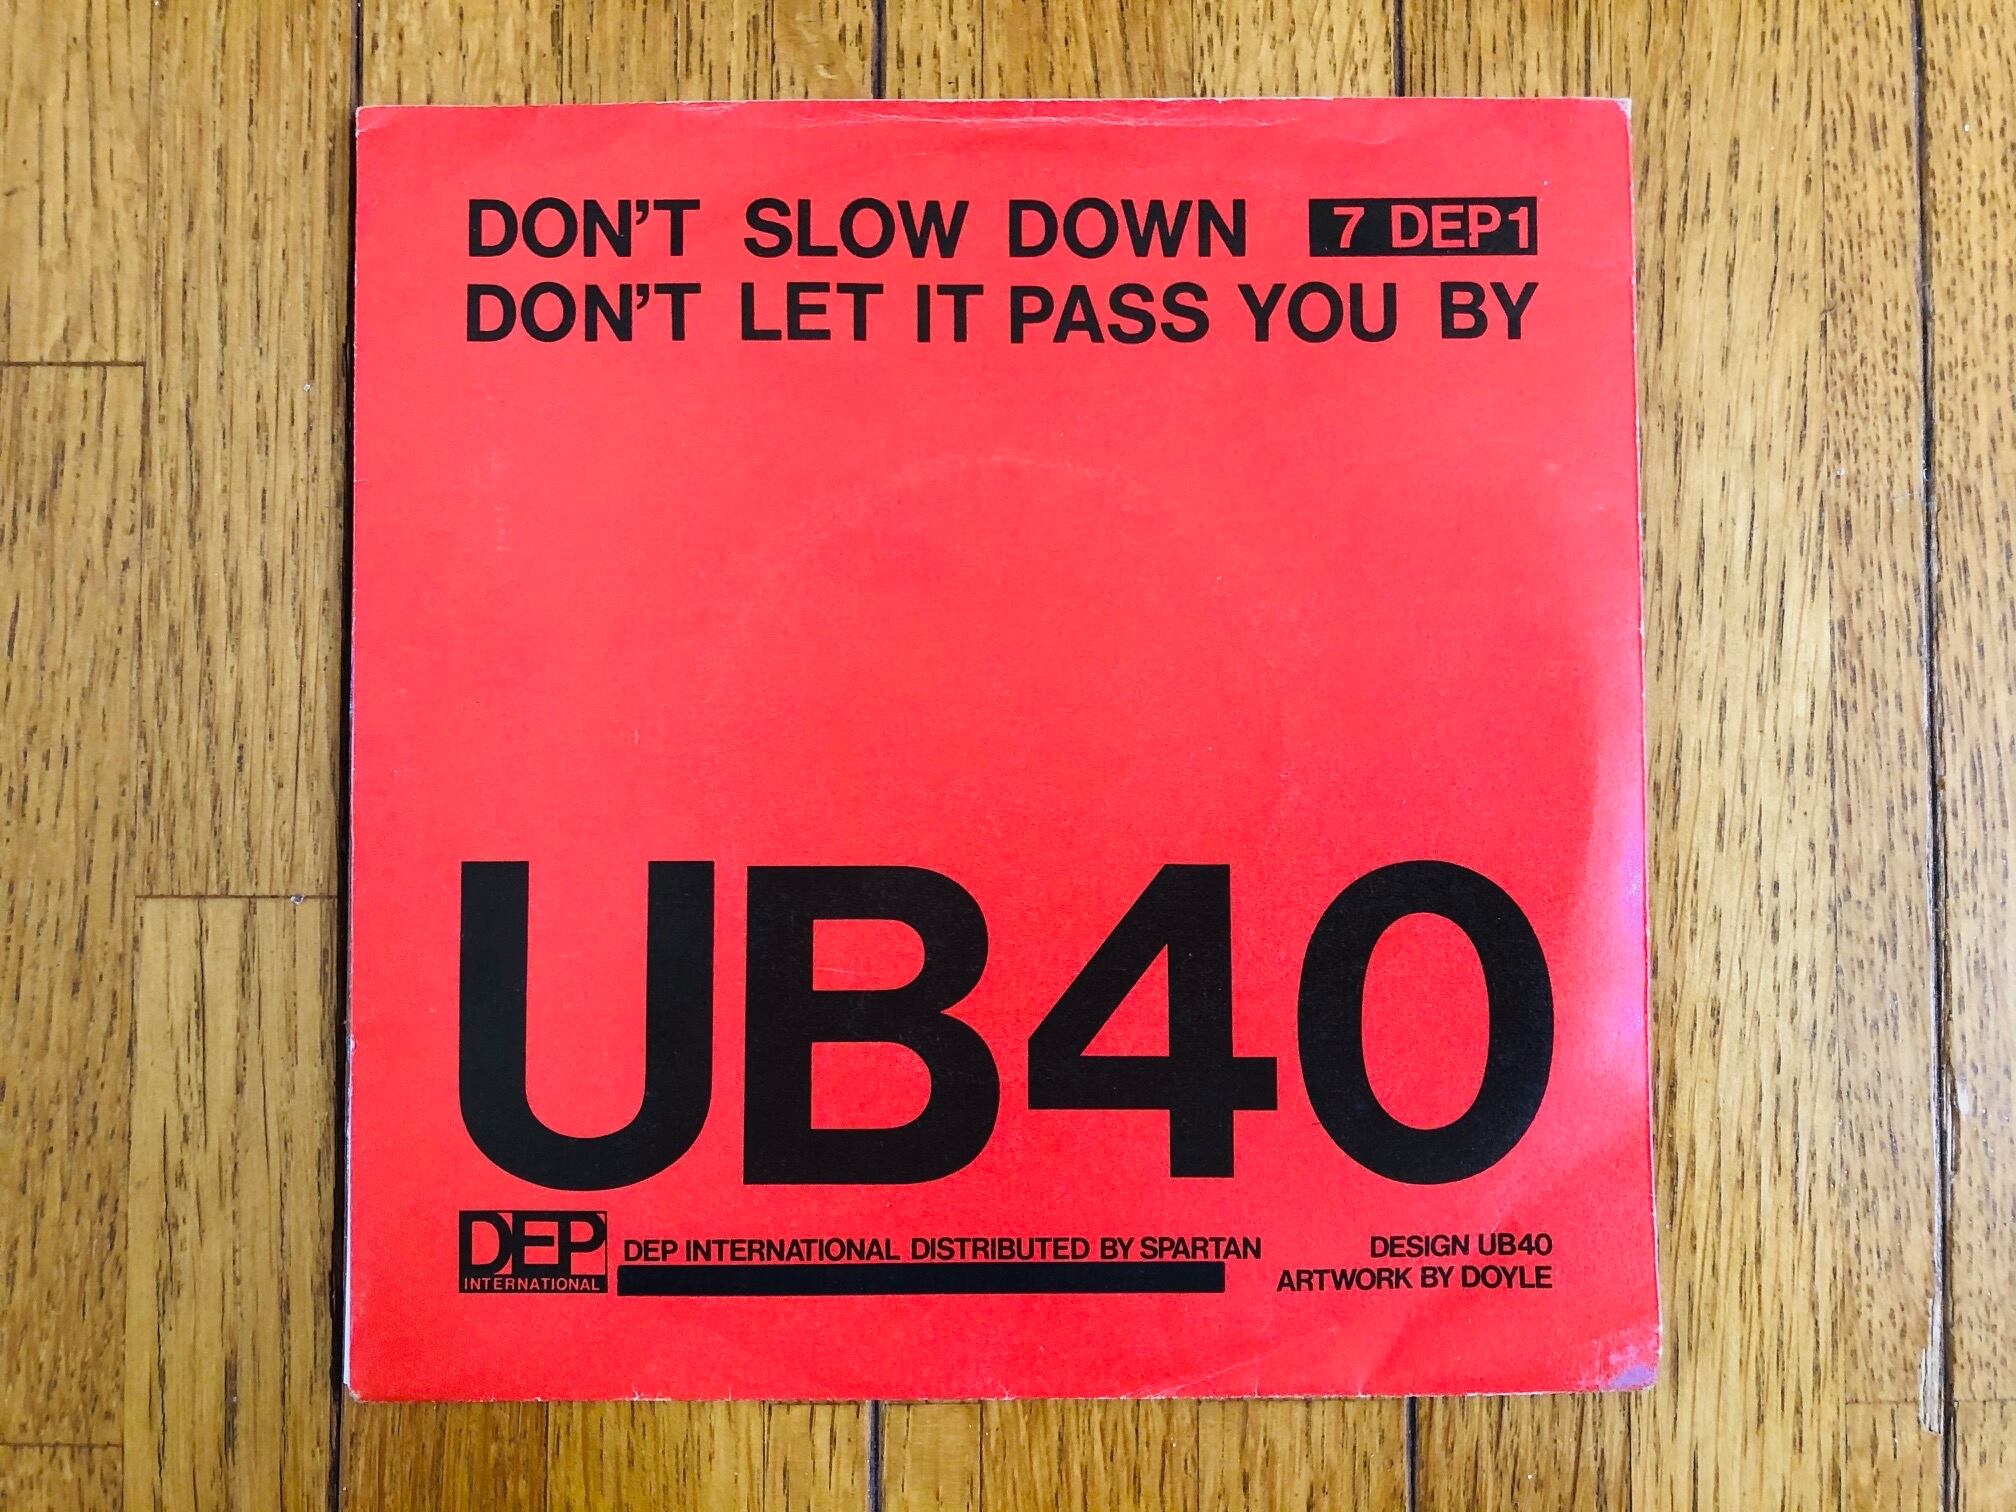 DON'T SLOW DOWN 7 DEP1
DON'T LET IT PASS YOU BY
UB40
DEP
INTERNATIONAL
DEP INTERNATIONAL DISTRIBUTED BY SPARTAN
DESIGN UB40
ARTWORK BY DOYLE